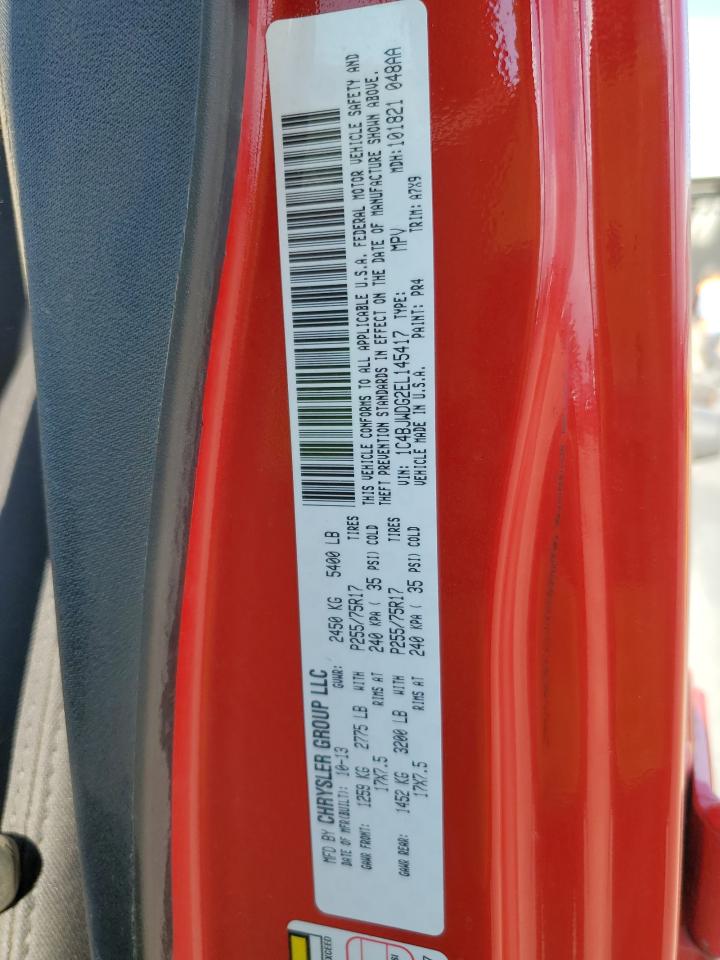 MFD BY CHRYSLER GROUP LLC
DATE OF MFR(BUILT): 10-13 GVWR: 2450 KG 5400 LB
GAWR FRONT: 1259 KG 2775 LB WITH P255/75R17 TIRES
17X7.5 RIMS AT 240 KPA ( 35 PSI) COLD
GAWR REAR: 1452 KG 3200 LB WITH P255/75R17 TIRES
17X7.5 RIMS AT 240 KPA ( 35 PSI) COLD
THIS VEHICLE CONFORMS TO ALL APPLICABLE U.S.A. FEDERAL MOTOR VEHICLE SAFETY AND
THEFT PREVENTION STANDARDS IN EFFECT ON THE DATE OF MANUFACTURE SHOWN ABOVE.
VIN: 1C4BJWDG2EL145417 TYPE: MPV MDH: 101821 048AA
VEHICLE MADE IN U.S.A. PAINT: PR4 TRIM: A7X9
EXCEED